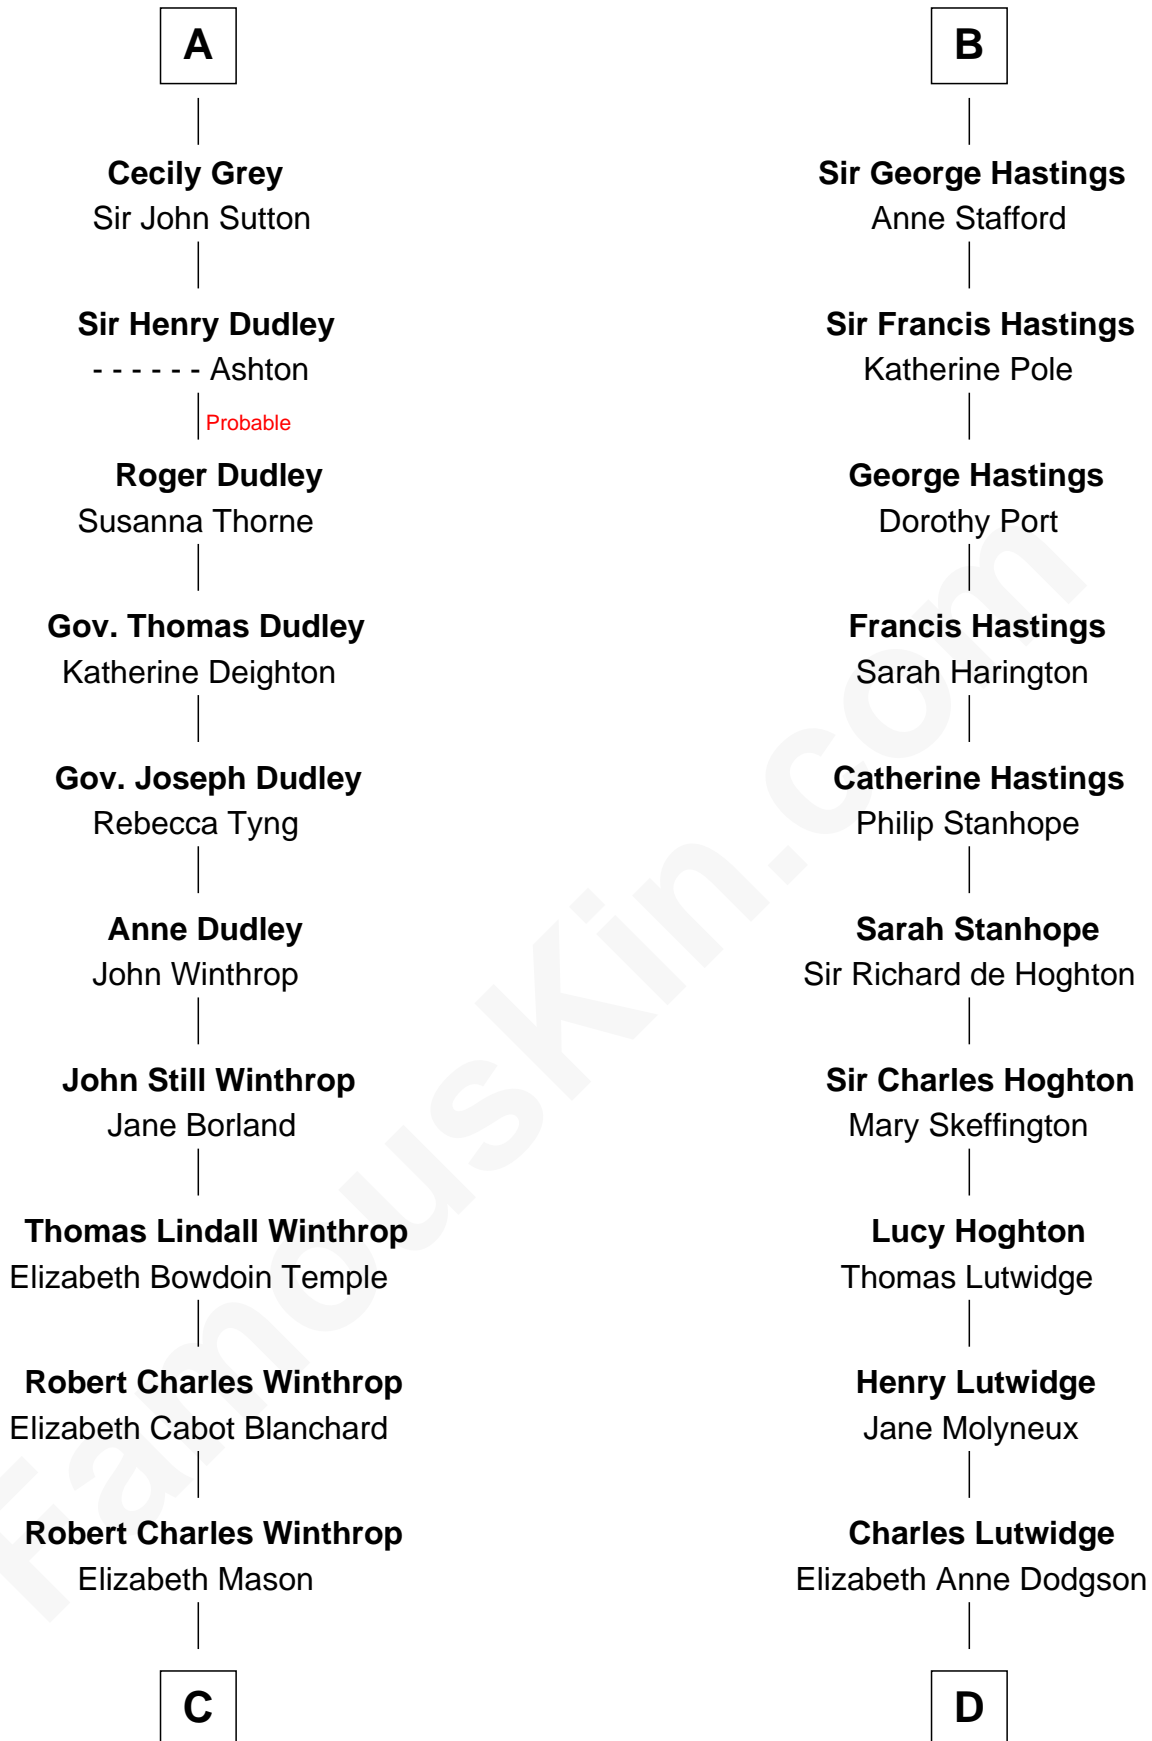 A
Cecily Grey
Sir John Sutton
Sir Henry Dudley
- - - - - - Ashton
Probable
Roger Dudley
Susanna Thorne
Gov. Thomas Dudley
Katherine Deighton
Gov. Joseph Dudley
Rebecca Tyng
Anne Dudley
John Winthrop
John Still Winthrop
Jane Borland
Thomas Lindall Winthrop
Elizabeth Bowdoin Temple
Robert Charles Winthrop
Elizabeth Cabot Blanchard
Robert Charles Winthrop
Elizabeth Mason
C
B
Sir George Hastings
Anne Stafford
Sir Francis Hastings
Katherine Pole
George Hastings
Dorothy Port
Francis Hastings
Sarah Harington
Catherine Hastings
Philip Stanhope
Sarah Stanhope
Sir Richard de Hoghton
Sir Charles Hoghton
Mary Skeffington
Lucy Hoghton
Thomas Lutwidge
Henry Lutwidge
Jane Molyneux
Charles Lutwidge
Elizabeth Anne Dodgson
D
FamousKin.com